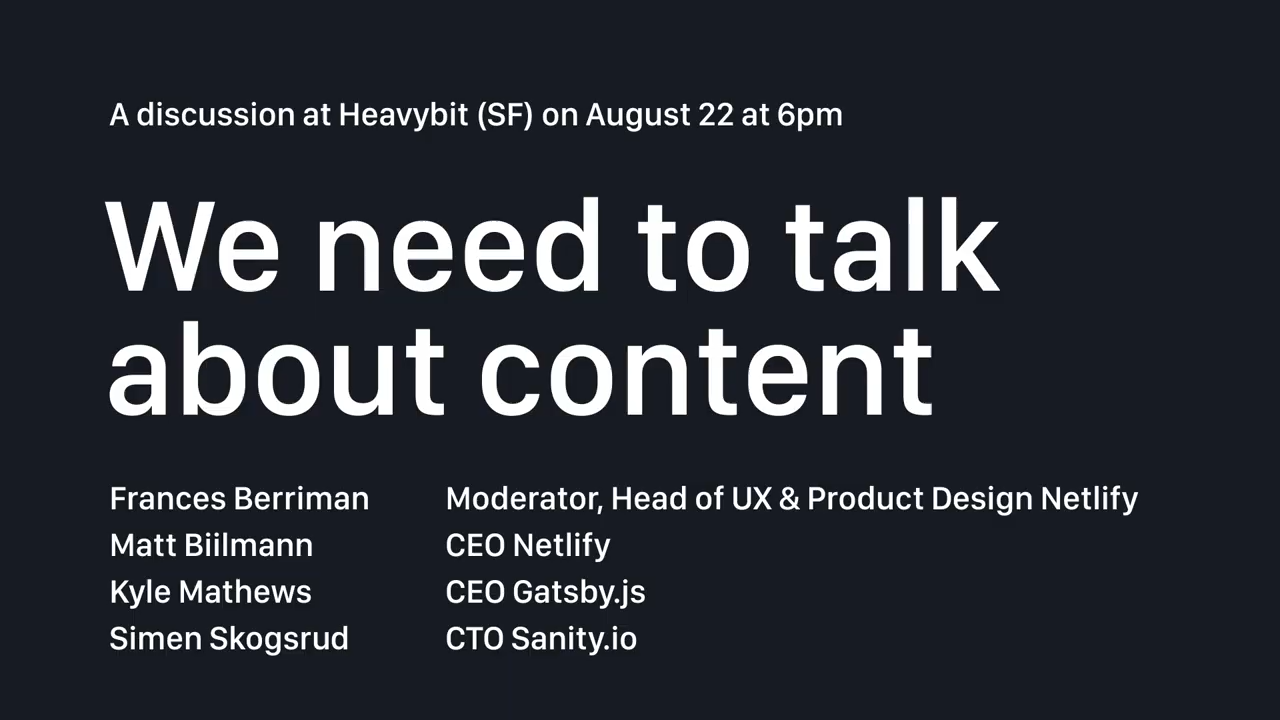 A discussion at Heavybit (SF) on August 22 at 6pm
We need to talk
about content
Frances Berriman Moderator, Head of UX & Product Design Netlify
Matt Biilmann CEO Netlify
Kyle Mathews CEO Gatsby.js
Simen Skogsrud CTO Sanity.io